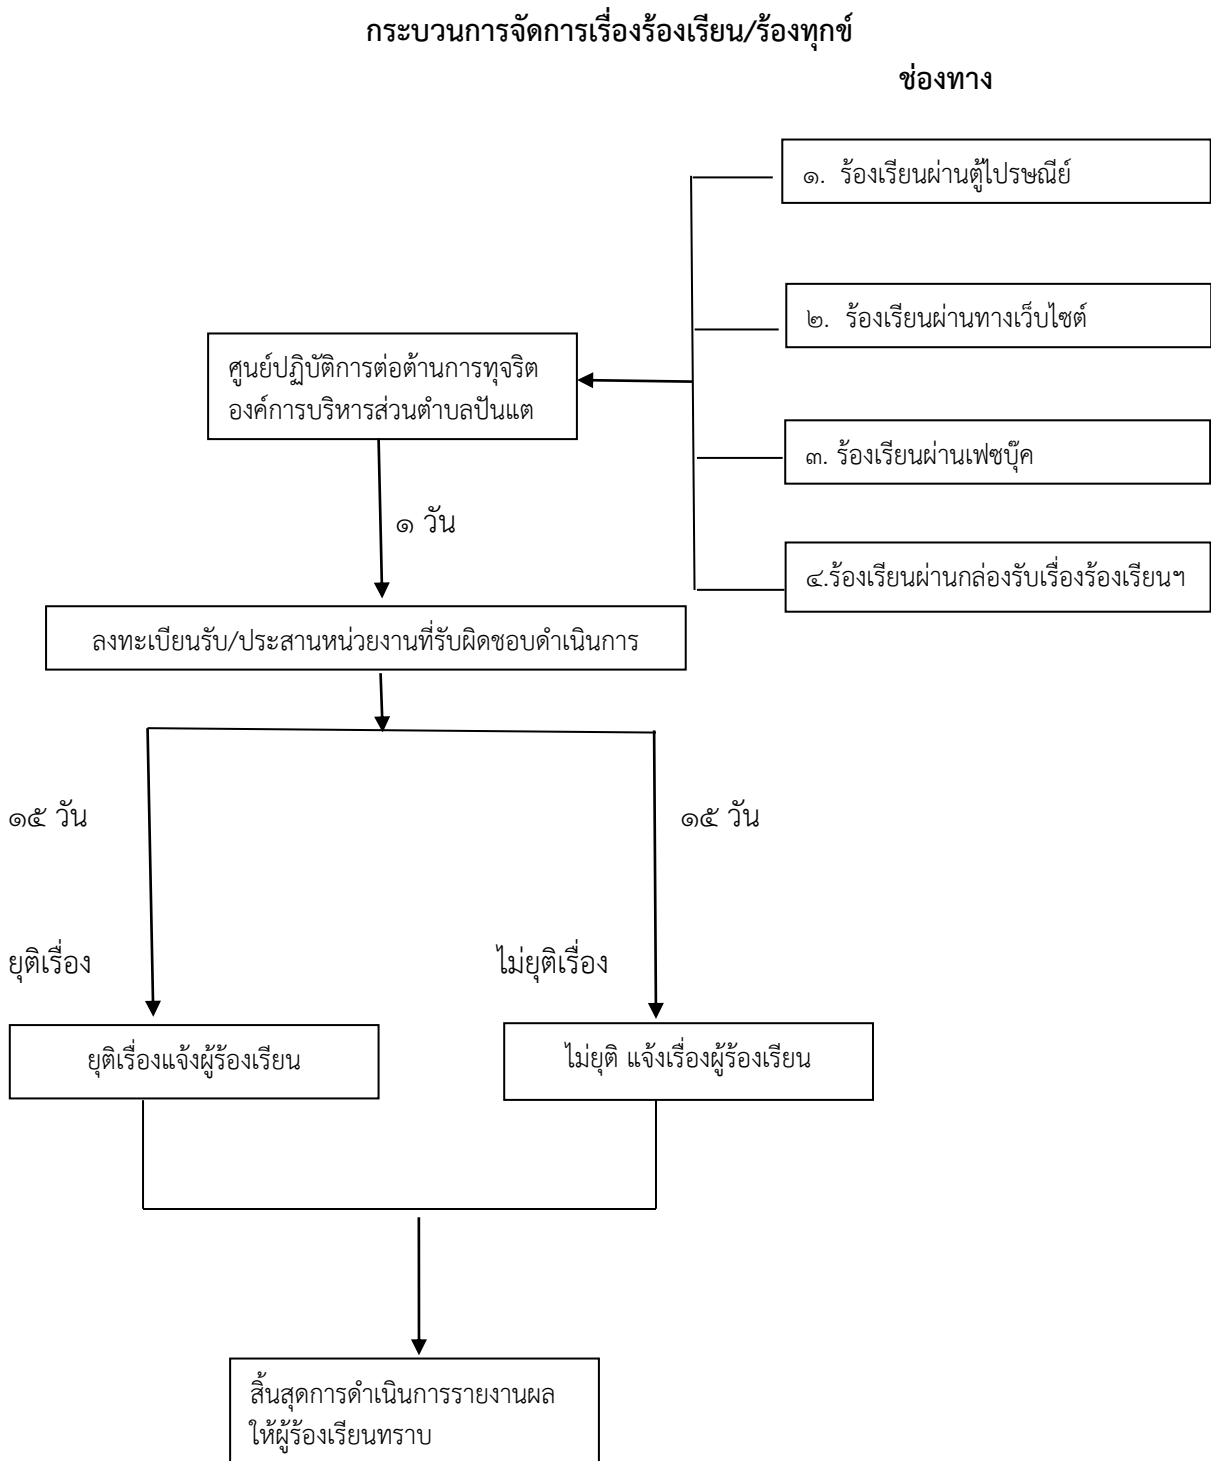 กระบวนการจัดการเรื่องร้องเรียน/ร้องทุกข์
ช่องทาง
๑. ร้องเรียนผ่านตู้ไปรษณีย์
๒. ร้องเรียนผ่านทางเว็บไซต์
ศูนย์ปฏิบัติการต่อต้านการทุจริต
องค์การบริหารส่วนตำบลปันแต
๓. ร้องเรียนผ่านเฟซบุ๊ค
๑ วัน
๔.ร้องเรียนผ่านกล่องรับเรื่องร้องเรียนฯ
ลงทะเบียนรับ/ประสานหน่วยงานที่รับผิดชอบดำเนินการ
๑๕ วัน
๑๕ วัน
ยุติเรื่อง
ไม่ยุติเรื่อง
ยุติเรื่องแจ้งผู้ร้องเรียน
ไม่ยุติ แจ้งเรื่องผู้ร้องเรียน
สิ้นสุดการดำเนินการรายงานผล
ให้ผู้ร้องเรียนทราบ